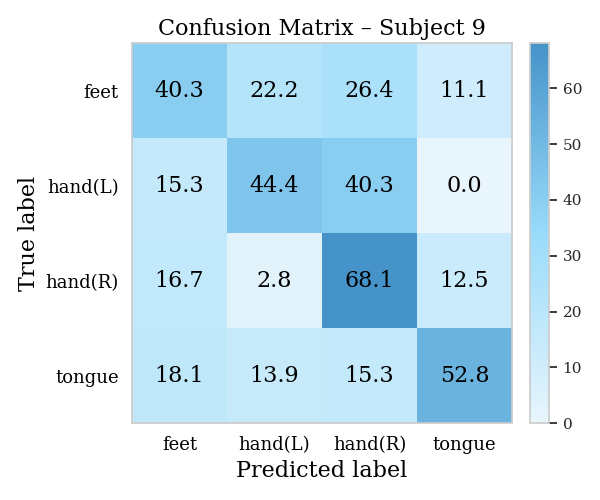 Confusion Matrix – Subject 9
True label
feet 40.3 22.2 26.4 11.1
hand(L) 15.3 44.4 40.3 0.0
hand(R) 16.7 2.8 68.1 12.5
tongue 18.1 13.9 15.3 52.8
feet hand(L) hand(R) tongue
Predicted label
60
50
40
30
20
10
0